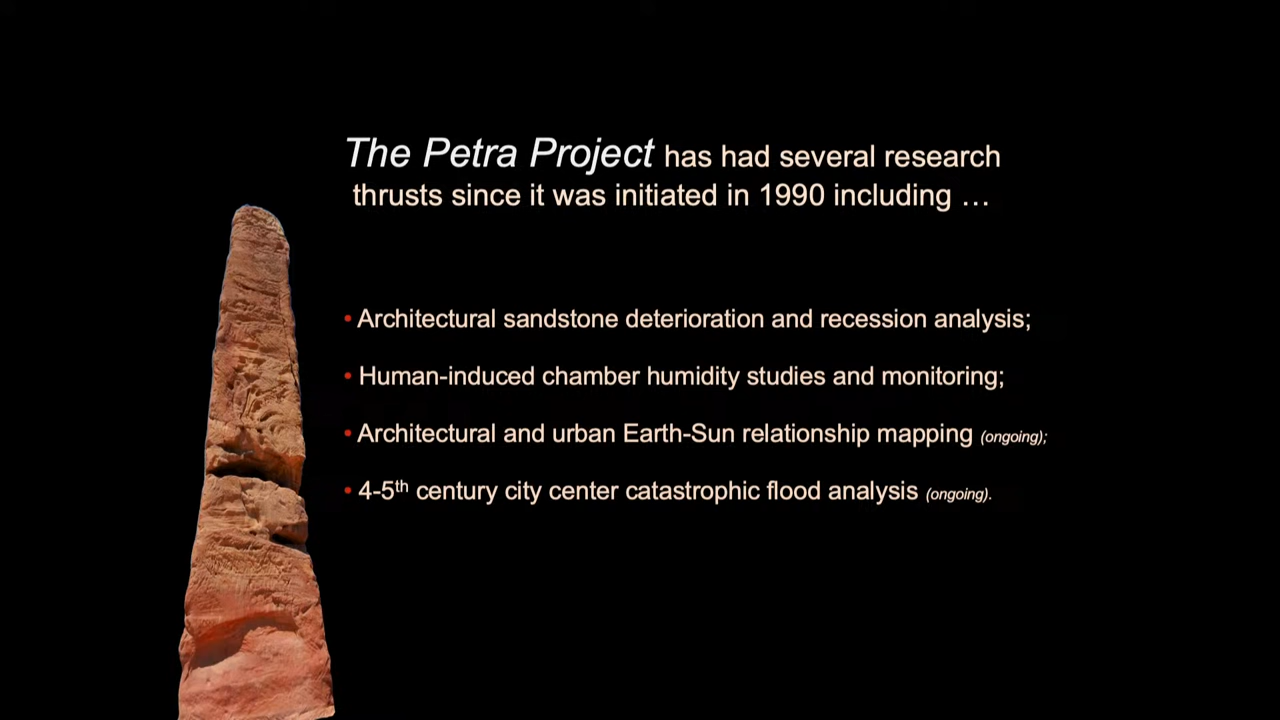 The Petra Project has had several research
thrusts since it was initiated in 1990 including …
• Architectural sandstone deterioration and recession analysis;
• Human-induced chamber humidity studies and monitoring;
• Architectural and urban Earth-Sun relationship mapping (ongoing);
• 4-5th century city center catastrophic flood analysis (ongoing).